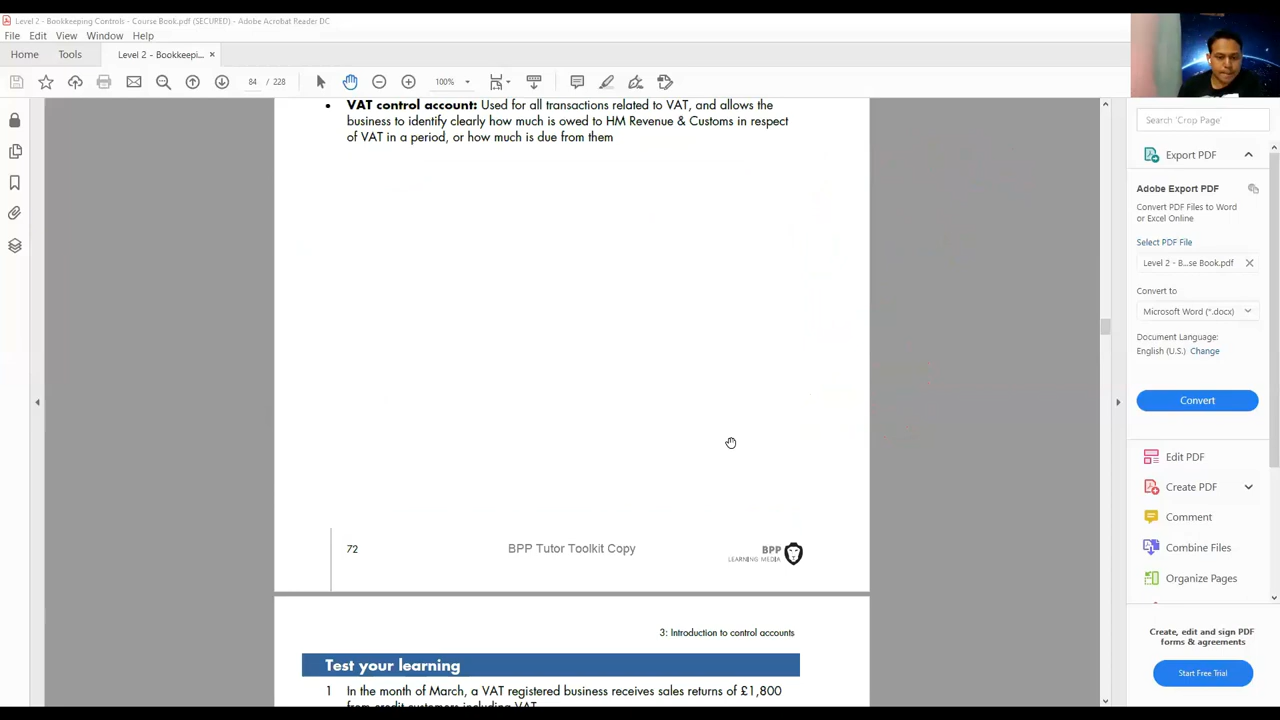 Level 2 - Bookkeeping Controls - Course Book.pdf (SECURED) - Adobe Acrobat Reader DC
File Edit View Window Help
Home Tools Level 2 - Bookkeepi... ×
84 / 228 100%
• VAT control account: Used for all transactions related to VAT, and allows the
business to identify clearly how much is owed to HM Revenue & Customs in respect
of VAT in a period, or how much is due from them
72 BPP Tutor Toolkit Copy BPP
LEARNING MEDIA
3: Introduction to control accounts
Test your learning
1 In the month of March, a VAT registered business receives sales returns of £1,800
from credit customers including VAT.
Search 'Crop Page'
Export PDF
Adobe Export PDF
Convert PDF Files to Word
or Excel Online
Select PDF File
Level 2 - B...se Book.pdf
Convert to
Microsoft Word (*.docx)
Document Language:
English (U.S.) Change
Convert
Edit PDF
Create PDF
Comment
Combine Files
Organize Pages
Create, edit and sign PDF
forms & agreements
Start Free Trial